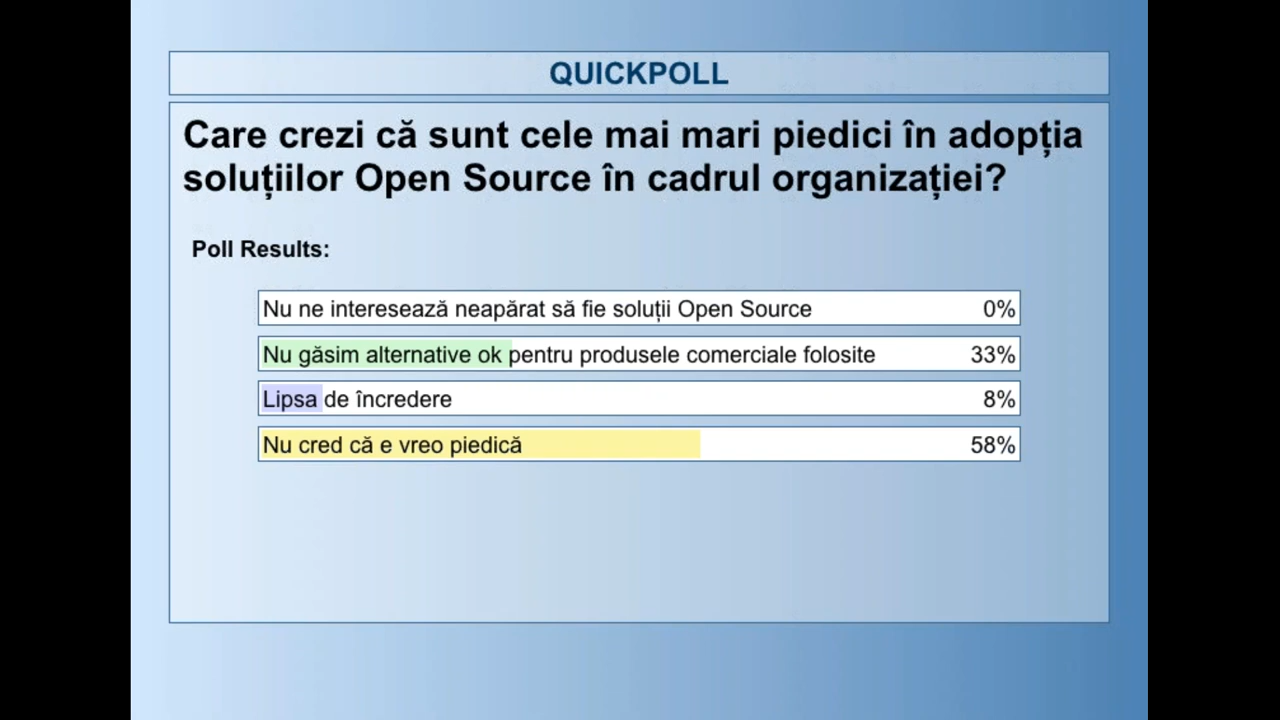 QUICKPOLL
Care crezi că sunt cele mai mari piedici în adopția
soluțiilor Open Source în cadrul organizației?
Poll Results:
Nu ne interesează neapărat să fie soluții Open Source 0%
Nu găsim alternative ok pentru produsele comerciale folosite 33%
Lipsa de încredere 8%
Nu cred că e vreo piedică 58%